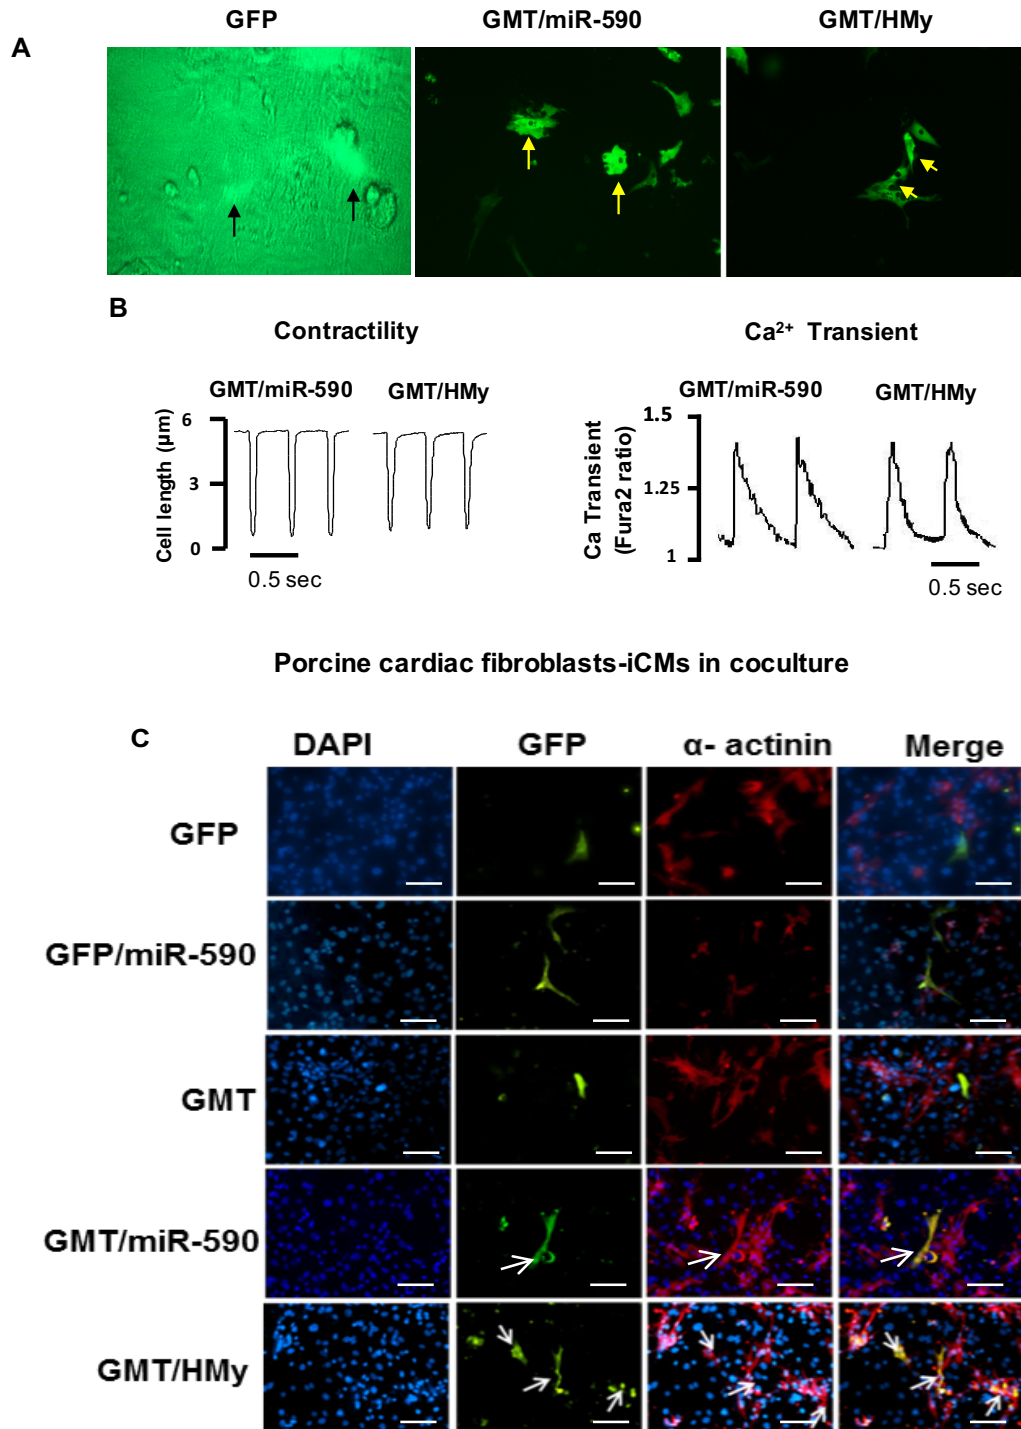 GFP GMT/miR-590 GMT/HMy
A
B
Contractility Ca²⁺ Transient
GMT/miR-590 GMT/HMy GMT/miR-590 GMT/HMy
Cell length (µm)
6
3
0
0.5 sec
Ca Transient
(Fura2 ratio)
1.5
1.25
1
0.5 sec
Porcine cardiac fibroblasts-iCMs in coculture
C
DAPI GFP α- actinin Merge
GFP
GFP/miR-590
GMT
GMT/miR-590
GMT/HMy